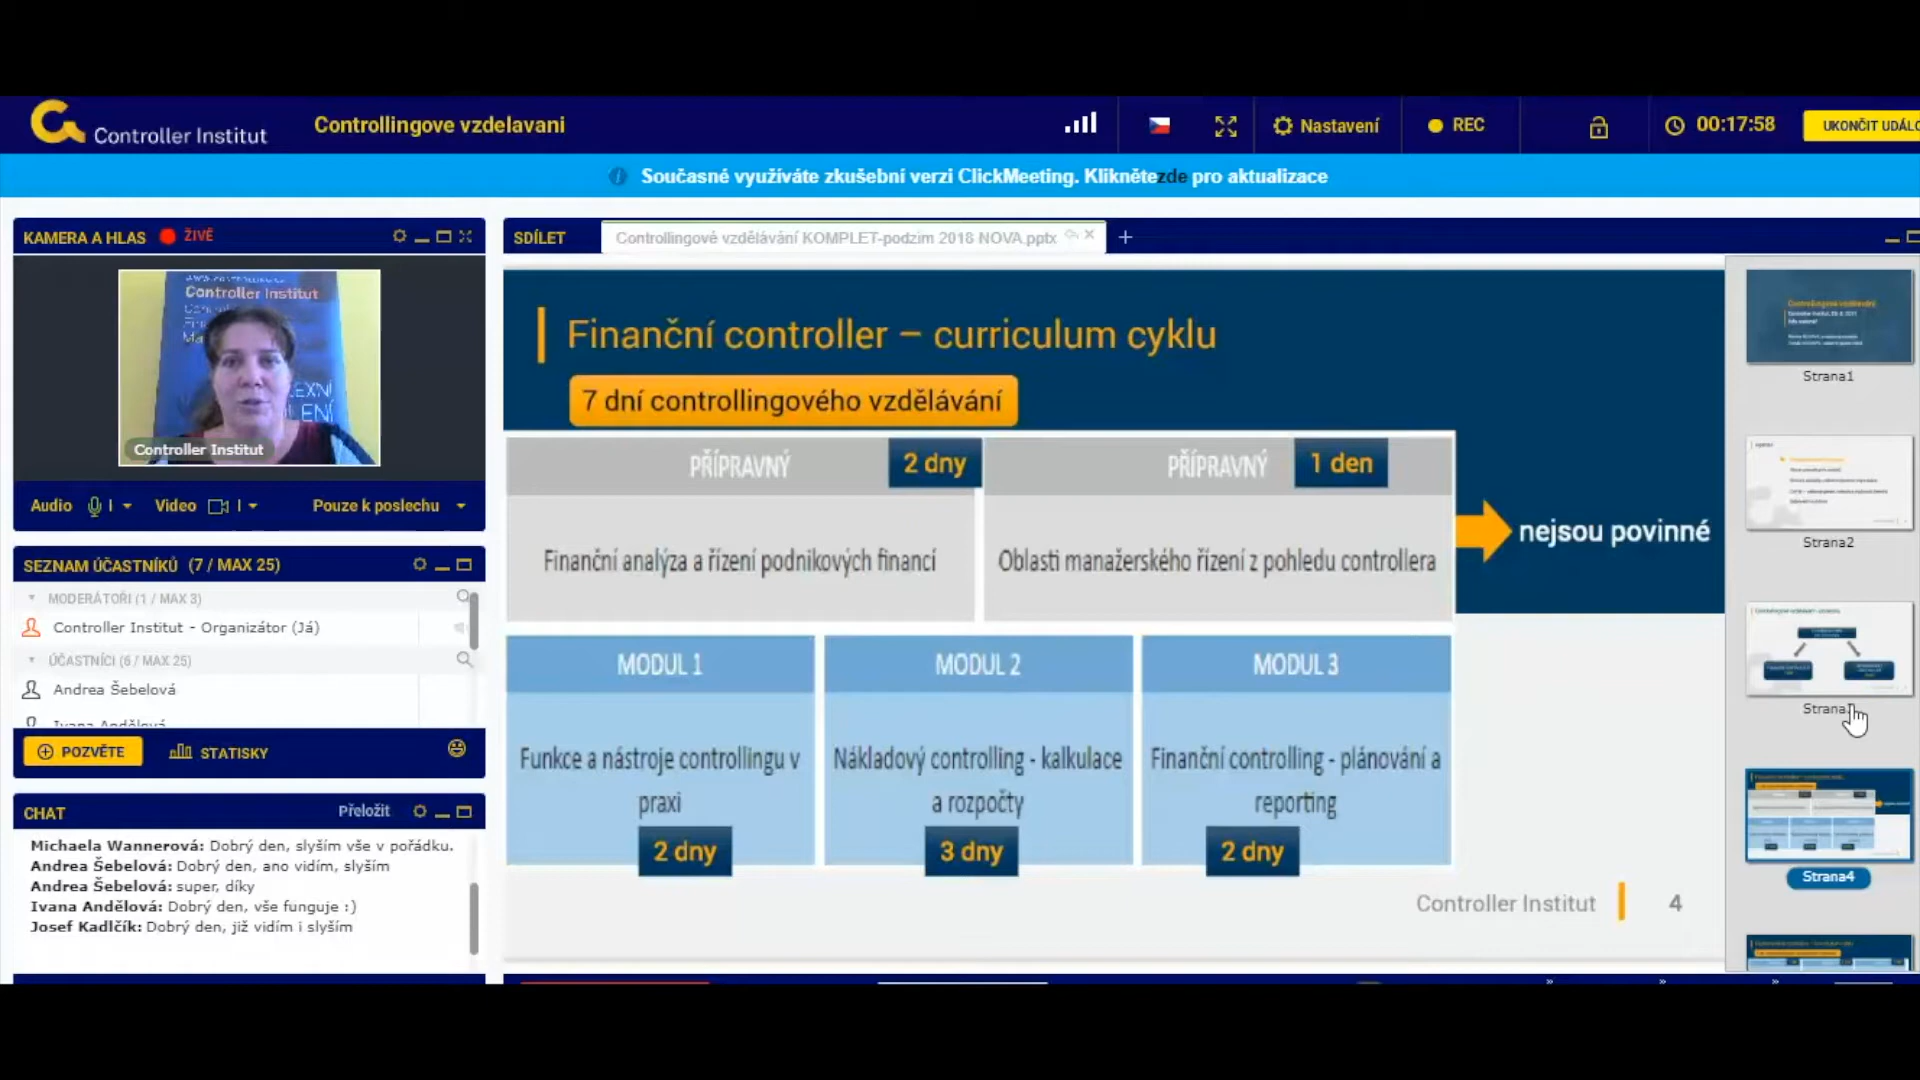 Controller Institut
Controllingove vzdelavani
Nastavení
REC
00:17:58
UKONČIT UDÁLO
Současné využíváte zkušební verzi ClickMeeting. Kliknětezde pro aktualizace
KAMERA A HLAS
ŽIVĚ
Controller Institut
Controller Institut
Audio
Video
Pouze k poslechu
SEZNAM ÚČASTNÍKŮ (7 / MAX 25)
MODERÁTOŘI (1 / MAX 3)
Controller Institut - Organizátor (Já)
ÚČASTNÍCI (6 / MAX 25)
Andrea Šebelová
Ivana Andělová
POZVĚTE
STATISKY
CHAT
Přeložit
Michaela Wannerová: Dobrý den, slyším vše v pořádku.
Andrea Šebelová: Dobrý den, ano vidím, slyším
Andrea Šebelová: super, díky
Ivana Andělová: Dobrý den, vše funguje :)
Josef Kadlčík: Dobrý den, již vidím i slyším
SDÍLET
Controllingové vzdělávání KOMPLET-podzim 2018 NOVA.pptx
Finanční controller – curriculum cyklu
7 dní controllingového vzdělávání
PŘÍPRAVNÝ
2 dny
Finanční analýza a řízení podnikových financí
PŘÍPRAVNÝ
1 den
Oblasti manažerského řízení z pohledu controllera
nejsou povinné
MODUL 1
Funkce a nástroje controllingu v
praxi
2 dny
MODUL 2
Nákladový controlling - kalkulace
a rozpočty
3 dny
MODUL 3
Finanční controlling - plánování a
reporting
2 dny
Controller Institut
4
Strana1
Strana2
Strana
Strana4